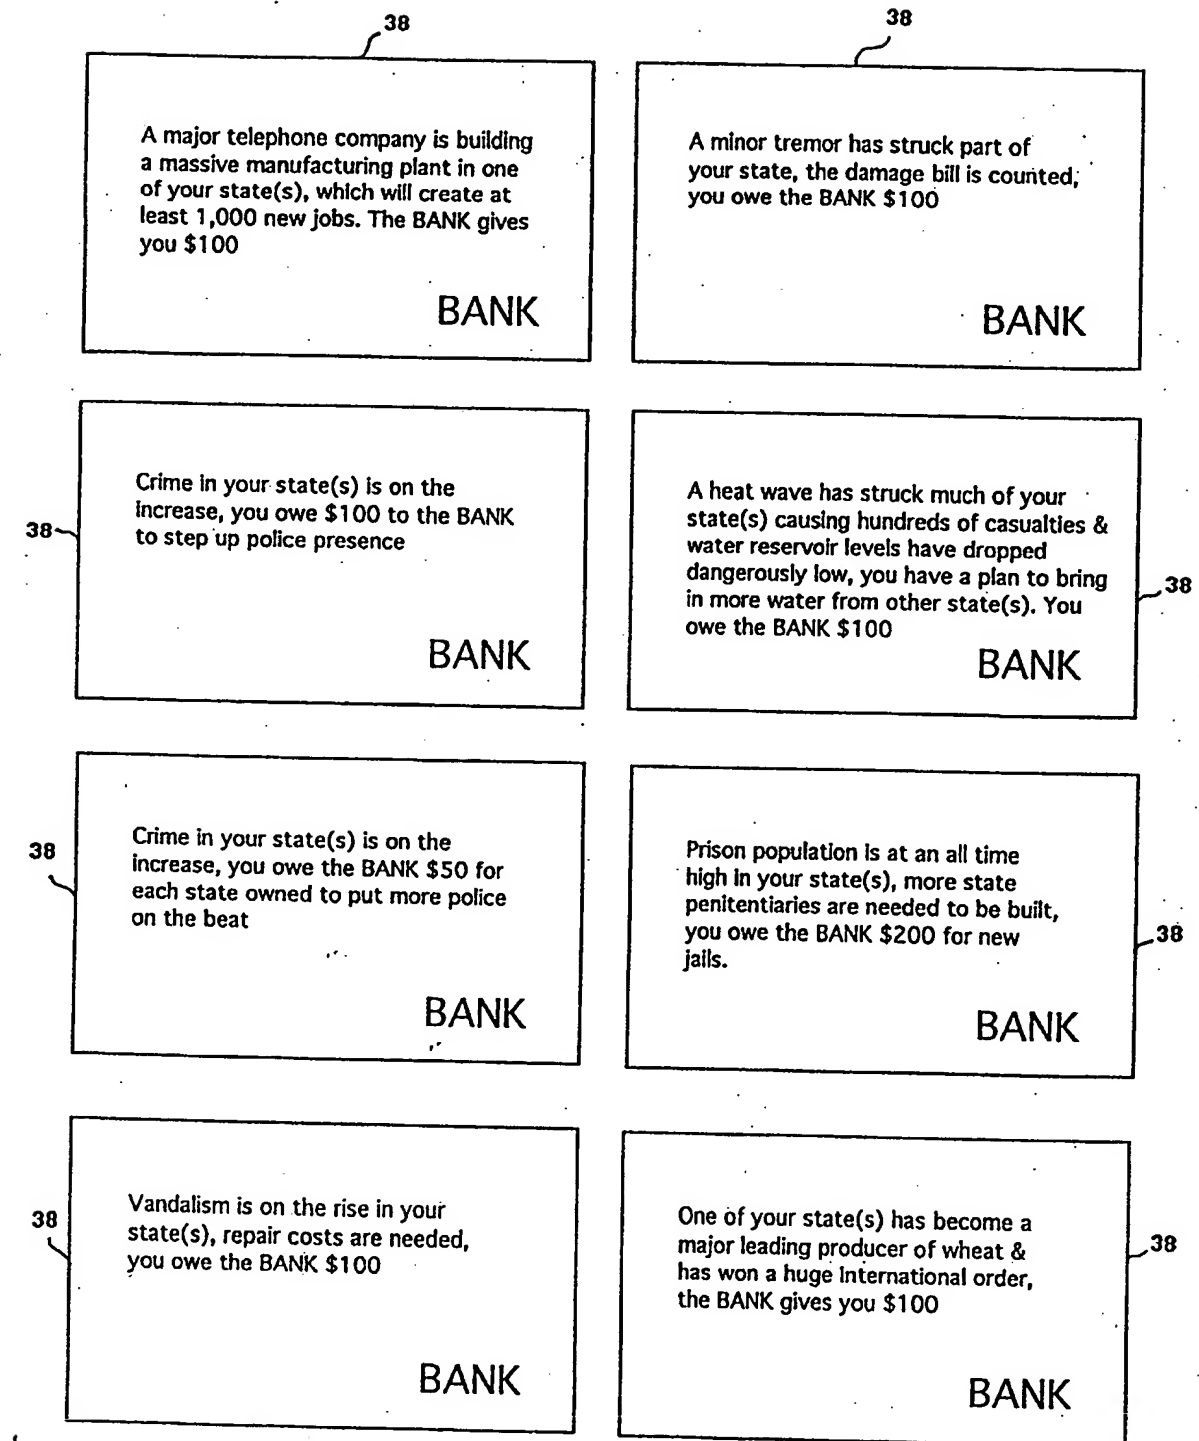 38
38
A major telephone company is building
a massive manufacturing plant in one
of your state(s), which will create at
least 1,000 new jobs. The BANK gives
you $100
BANK
A minor tremor has struck part of
your state, the damage bill is counted,
you owe the BANK $100
BANK
38
Crime in your state(s) is on the
increase, you owe $100 to the BANK
to step up police presence
BANK
A heat wave has struck much of your
state(s) causing hundreds of casualties &
water reservoir levels have dropped
dangerously low, you have a plan to bring
in more water from other state(s). You
owe the BANK $100
BANK
38
38
Crime in your state(s) is on the
increase, you owe the BANK $50 for
each state owned to put more police
on the beat
BANK
Prison population is at an all time
high in your state(s), more state
penitentiaries are needed to be built,
you owe the BANK $200 for new
jails.
BANK
38
38
Vandalism is on the rise in your
state(s), repair costs are needed,
you owe the BANK $100
BANK
One of your state(s) has become a
major leading producer of wheat &
has won a huge international order,
the BANK gives you $100
BANK
38